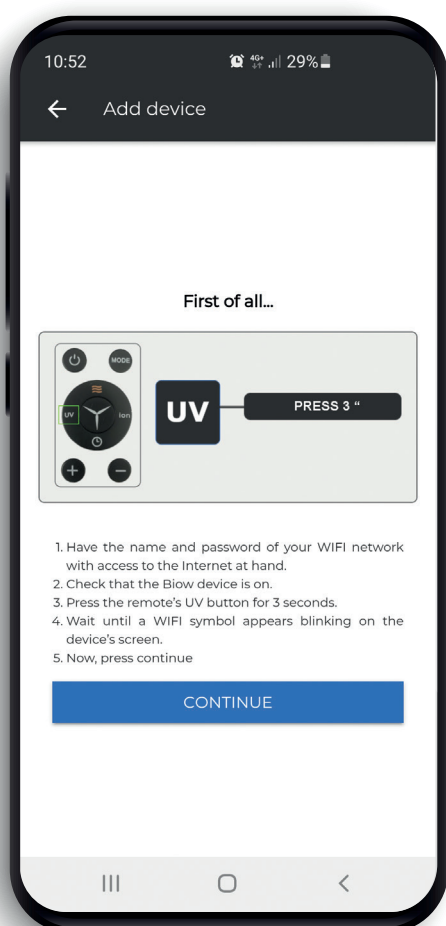 10:52
4G+ 29%
Add device
First of all...
MODE
UV
ion
UV
PRESS 3 “
1. Have the name and password of your WIFI network
with access to the Internet at hand.
2. Check that the Biow device is on.
3. Press the remote's UV button for 3 seconds.
4. Wait until a WIFI symbol appears blinking on the
device's screen.
5. Now, press continue
CONTINUE